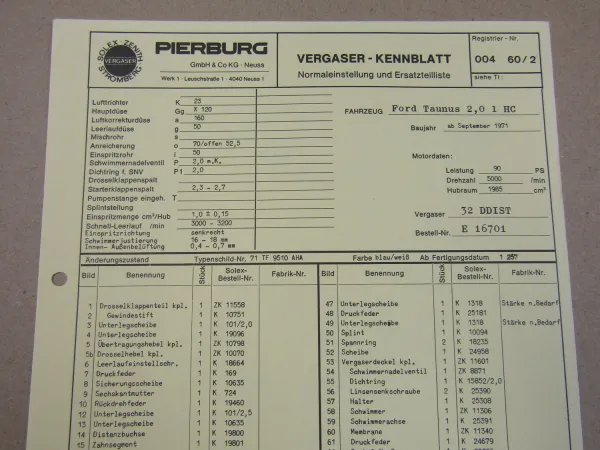 SOLEX · ZENITH
VERGASER
STROMBERG
PIERBURG
GmbH & Co KG · Neuss
Werk 1 · Leuschstraße 1 · 4040 Neuss 1
VERGASER - KENNBLATT
Normaleinstellung und Ersatzteilliste
Registrier - Nr.
004 60/2
siehe TI :
Lufttrichter K 25
Hauptdüse Gg X 120
Luftkorrekturdüse a 160
Leerlaufdüse g 50
Mischrohr s
Anreicherung o 70/offen 52,5
Einspritzrohr i 50
Schwimmernadelventil P 2,0 m.K.
Dichtring f. SNV P1 2,0
Drosselklappenspalt
Starterklappenspalt 2,3 - 2,7
Pumpenstange eingeh. T
Splintstellung
Einspritzmenge cm³/Hub 1,0 ± 0,15
Schnell-Leerlauf /min 3000 - 3200
Einspritzrichtung senkrecht
Schwimmerjustierung 16 - 18 mm
Innen- Außenbelüftung 0,4 - 0,7 mm
FAHRZEUG Ford Taunus 2,0 l HC
Baujahr ab September 1971
Motordaten:
Leistung 90 PS
Drehzahl 5000 /min
Hubraum 1985 cm³
Vergaser 32 DDIST
Bestell-Nr. E 16701
Änderungszustand Typenschild-Nr. 71 TF 9510 AHA Farbe blau/weiß Ab Fertigungsdatum 1 257
Bild Benennung Stück Solex-Bestell-Nr. Fabrik-Nr.
1 Drosselklappenteil kpl. 1 ZK 11558
2 Gewindestift 1 K 10751
3 Unterlegscheibe 1 K 101/2,0
4 Unterlegscheibe 1 K 19096
5 Übertragungshebel kpl. 1 ZK 10798
5b Drosselhebel kpl. 1 ZK 10070
6 Leerlaufeinstellschr. 1 K 18664
7 Druckfeder 1 K 169
8 Sicherungsscheibe 1 K 10635
9 Sechskantmutter 1 K 724
10 Rückdrehfeder 1 K 19460
12 Unterlegscheibe 1 K 101/2,5
13 Unterlegscheibe 1 K 10635
14 Distanzbuchse 1 K 19800
15 Zahnsegment 1 K 19801
Bild Benennung Stück Solex-Bestell-Nr. Fabrik-Nr.
47 Unterlegscheibe 1 K 1318 Stärke n.Bedarf
48 Druckfeder 1 K 25181
49 Unterlegscheibe 1 K 1318 Stärke n.Bedarf
50 Splint 1 K 10094
51 Spannring 2 K 18235
52 Scheibe 1 K 24958
53 Vergaserdeckel kpl. 1 ZK 11601
54 Schwimmernadelventil 1 ZK 8871
55 Dichtring 1 K 15852/2,0
56 Linsensenkschraube 2 K 25390
57 Halter 1 K 25308
58 Schwimmer 1 ZK 11306
59 Schwimmerachse 1 K 25391
60 Membrane 1 ZK 11340
61 Druckfeder 1 K 24679